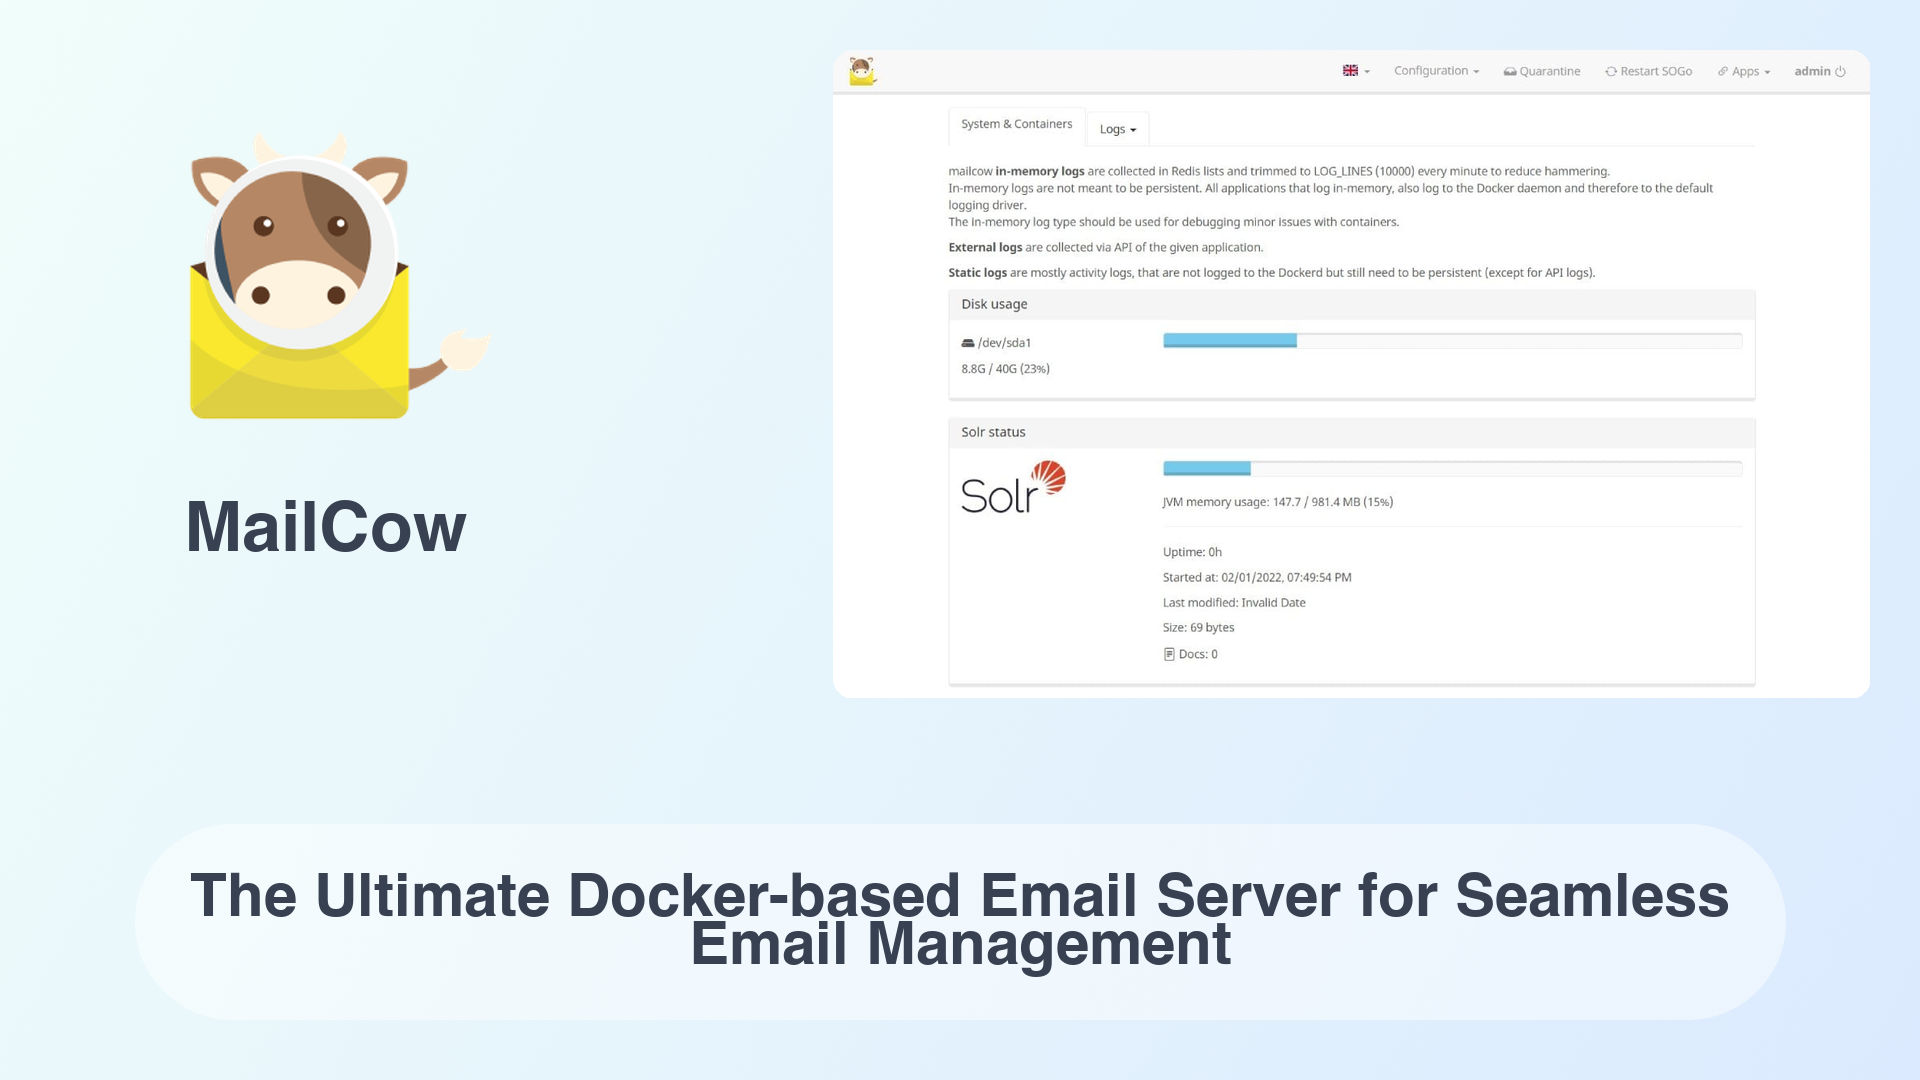 MailCow
Configuration
Quarantine
Restart SOGo
Apps
admin
System & Containers
Logs
mailcow in-memory logs are collected in Redis lists and trimmed to LOG_LINES (10000) every minute to reduce hammering.
In-memory logs are not meant to be persistent. All applications that log in-memory, also log to the Docker daemon and therefore to the default
logging driver.
The in-memory log type should be used for debugging minor issues with containers.
External logs are collected via API of the given application.
Static logs are mostly activity logs, that are not logged to the Dockerd but still need to be persistent (except for API logs).
Disk usage
/dev/sda1
8.8G / 40G (23%)
Solr status
Solr
JVM memory usage: 147.7 / 981.4 MB (15%)
Uptime: 0h
Started at: 02/01/2022, 07:49:54 PM
Last modified: Invalid Date
Size: 69 bytes
Docs: 0
The Ultimate Docker-based Email Server for Seamless
Email Management